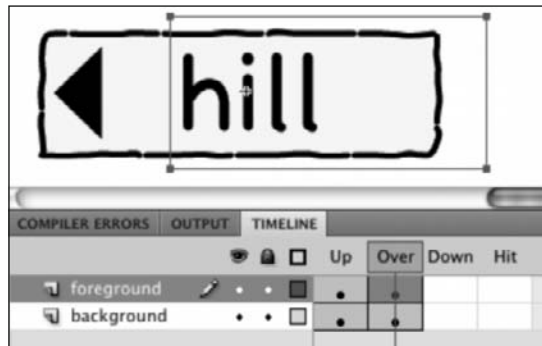 hill
COMPILER ERRORS OUTPUT TIMELINE
Up Over Down Hit
foreground
background